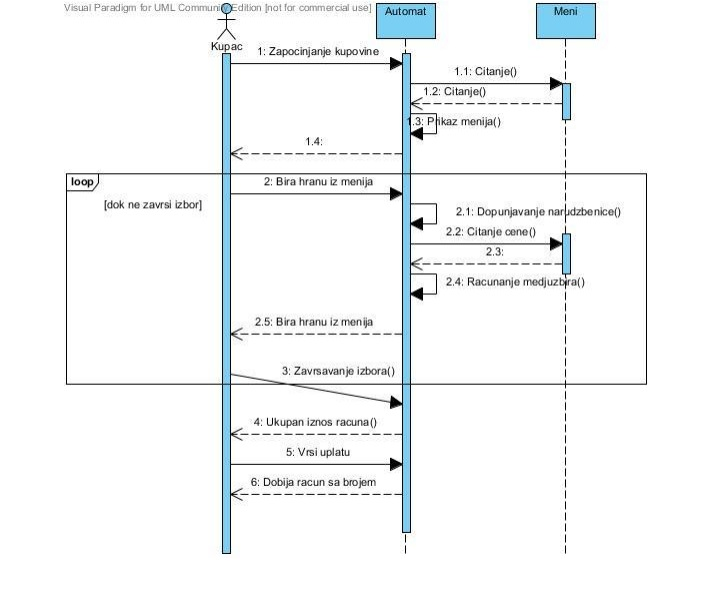 Visual Paradigm for UML Community Edition [not for commercial use]
Automat
Meni
Kupac
1: Zapocinjanje kupovine
1.1: Citanje()
1.2: Citanje()
1.3: Prikaz menija()
1.4:
loop
2: Bira hranu iz menija
[dok ne zavrsi izbor]
2.1: Dopunjavanje narudzbenice()
2.2: Citanje cene()
2.3:
2.4: Racunanje medjuzbira()
2.5: Bira hranu iz menija
3: Zavrsavanje izbora()
4: Ukupan iznos racuna()
5: Vrsi uplatu
6: Dobija racun sa brojem